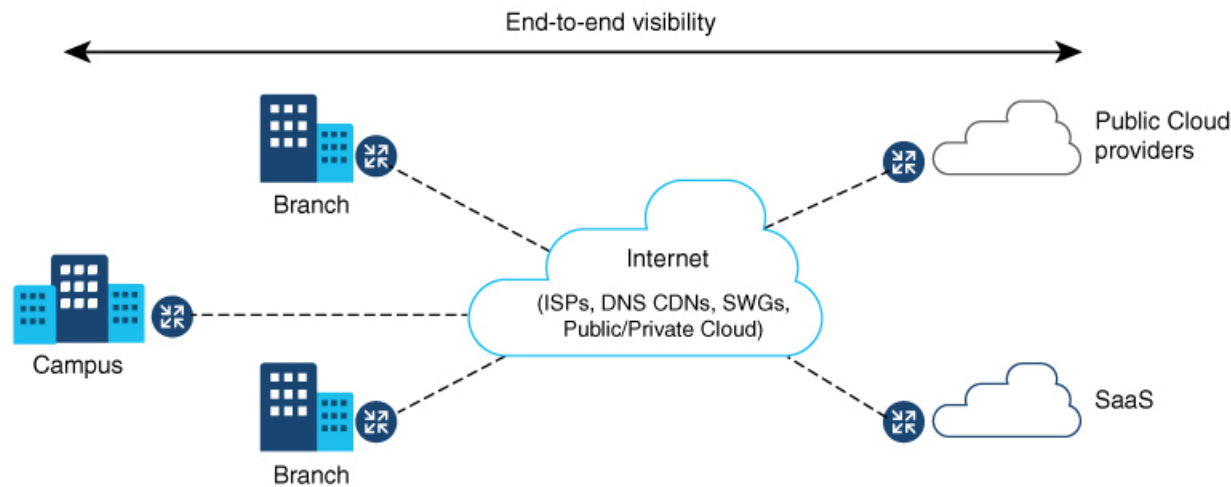 End-to-end visibility
Branch
Public Cloud
providers
Internet
(ISPs, DNS CDNs, SWGs,
Public/Private Cloud)
Campus
SaaS
Branch